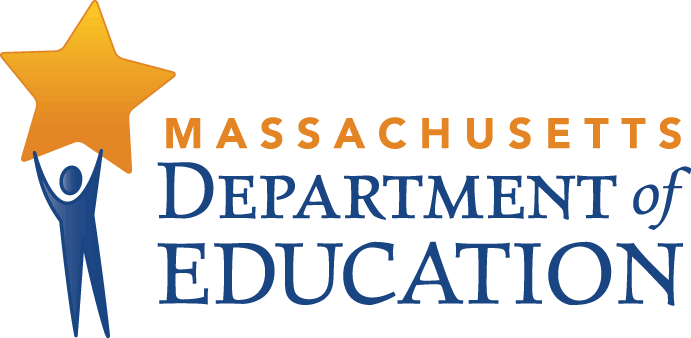 MASSACHUSETTS
DEPARTMENT of
EDUCATION